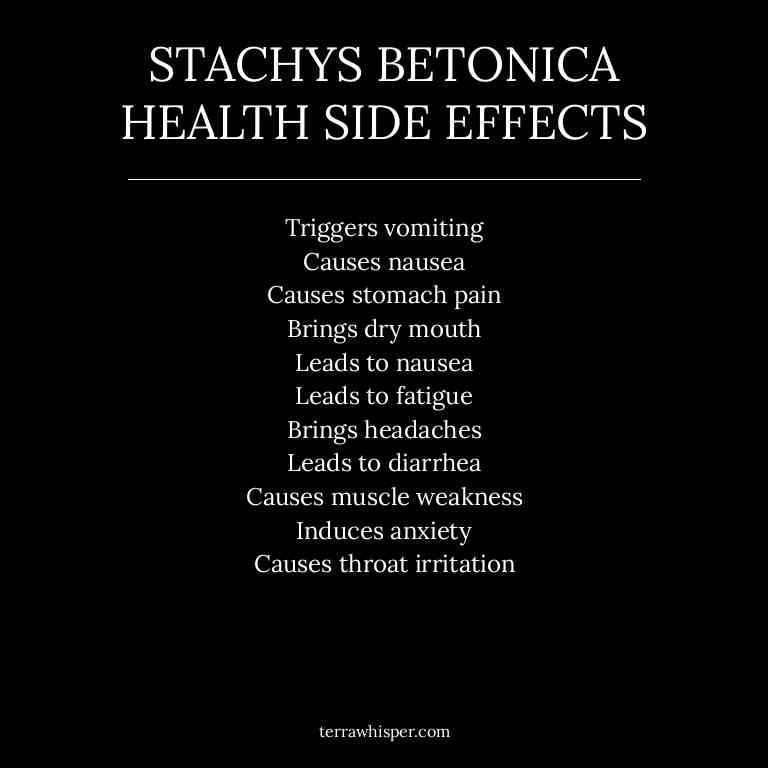 STACHYS BETONICA
HEALTH SIDE EFFECTS
Triggers vomiting
Causes nausea
Causes stomach pain
Brings dry mouth
Leads to nausea
Leads to fatigue
Brings headaches
Leads to diarrhea
Causes muscle weakness
Induces anxiety
Causes throat irritation
terrawhisper.com